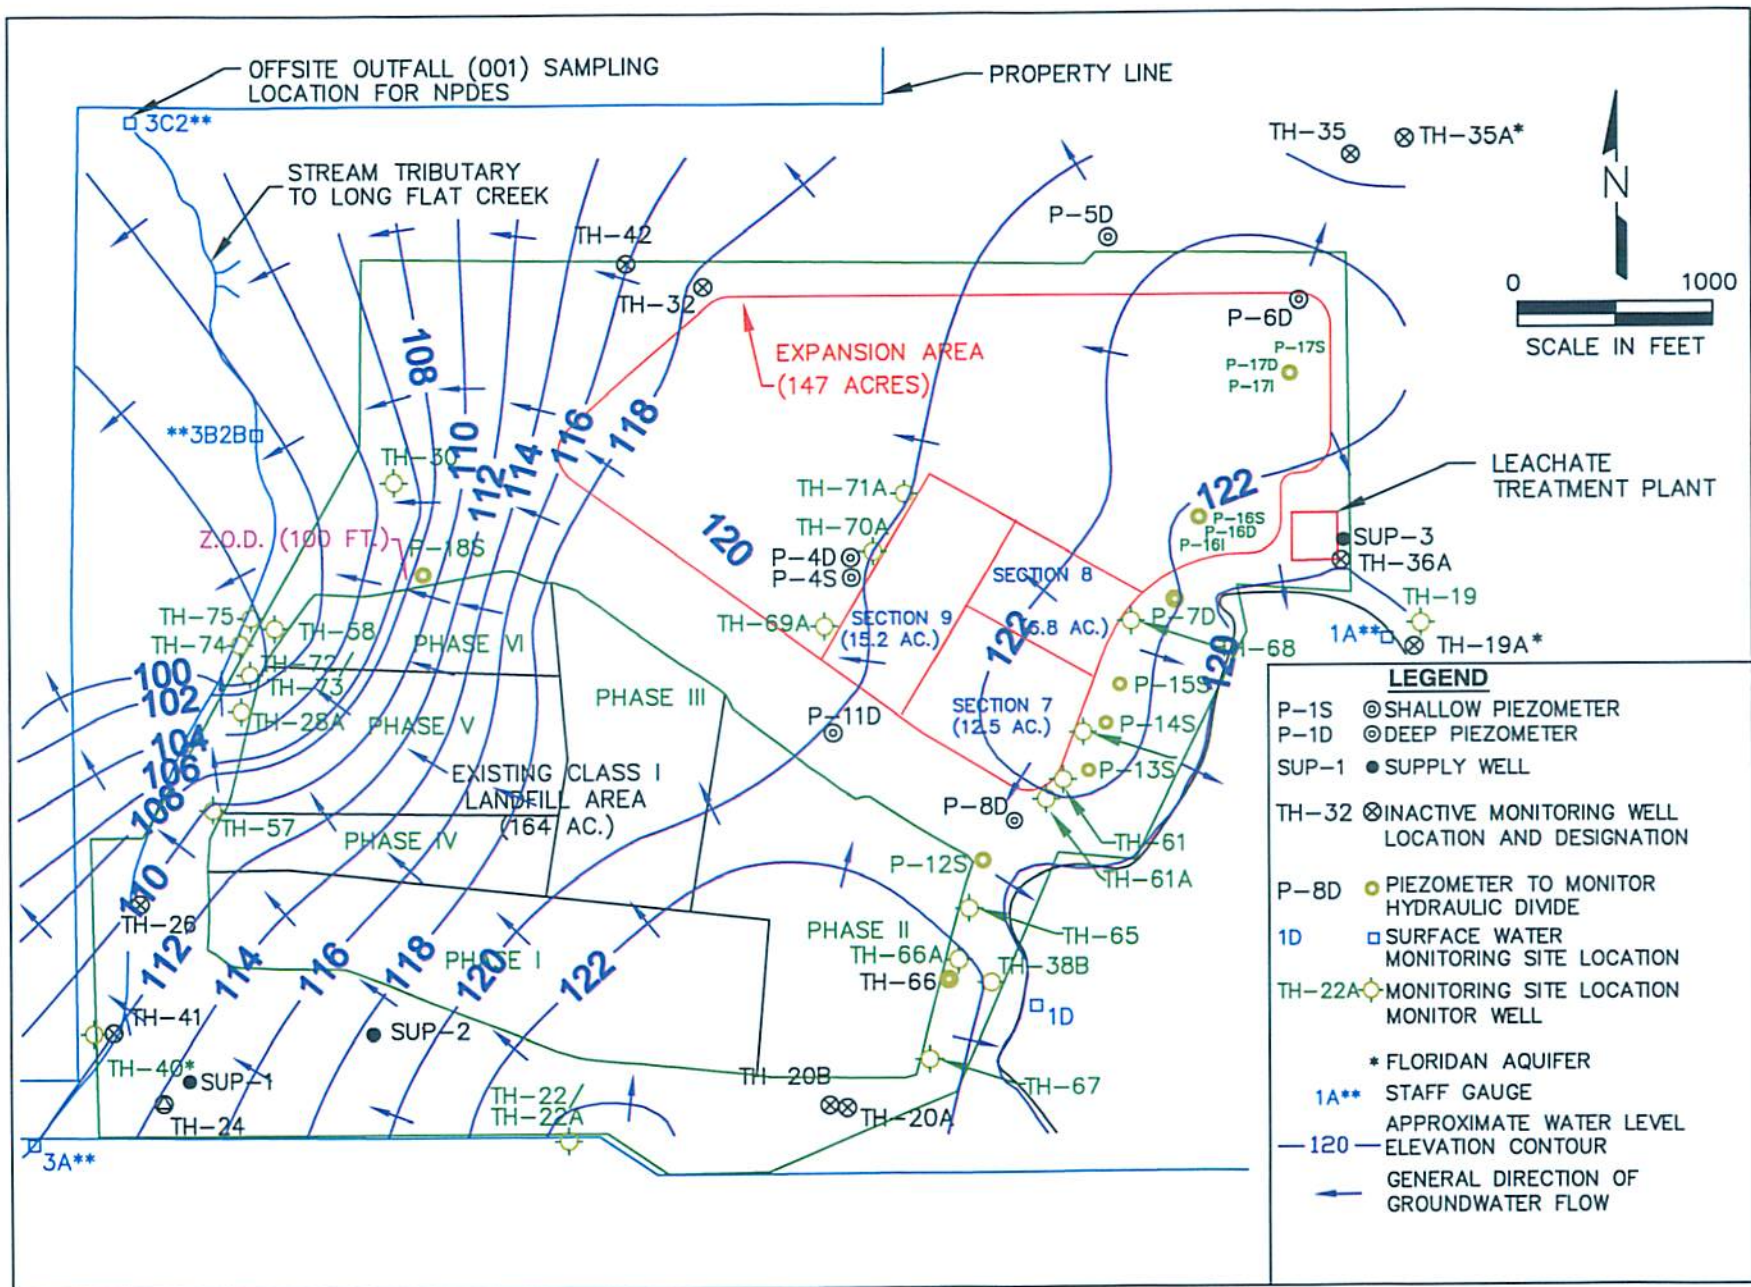 OFFSITE OUTFALL (001) SAMPLING
LOCATION FOR NPDES
PROPERTY LINE
3C2**
TH-35
TH-35A*
STREAM TRIBUTARY
TO LONG FLAT CREEK
N
P-5D
TH-42
TH-32
0 1000
SCALE IN FEET
P-6D
P-17S
P-17D
P-17I
EXPANSION AREA
(147 ACRES)
108
110
112
114
116
118
120
122
**3B2B
TH-30
LEACHATE
TREATMENT PLANT
TH-71A
TH-70A
P-4D
P-4S
P-16S
P-16D
P-16I
SUP-3
TH-36A
Z.O.D. (100 FT.)
P-18S
SECTION 8
(6.8 AC.)
P-7D
TH-19
1A**
TH-19A*
TH-75
TH-74
TH-58
TH-69A
SECTION 9
(15.2 AC.)
122
120
TH-68
PHASE VI
TH-72/
TH-73
100
102
104
106
108
110
112
114
116
118
120
122
PHASE III
P-15S
TH-28A
PHASE V
P-11D
SECTION 7
(12.5 AC.)
P-14S
P-13S
EXISTING CLASS I
LANDFILL AREA
(164 AC.)
P-8D
TH-57
PHASE IV
TH-61
TH-61A
P-12S
TH-26
PHASE II
TH-65
PHASE I
TH-66A
TH-66
TH-38B
1D
TH-41
SUP-2
TH-40*
SUP-1
TH-24
TH-22/
TH-22A
TH-20B
TH-20A
TH-67
3A**
LEGEND
P-1S SHALLOW PIEZOMETER
P-1D DEEP PIEZOMETER
SUP-1 SUPPLY WELL
TH-32 INACTIVE MONITORING WELL
LOCATION AND DESIGNATION
P-8D PIEZOMETER TO MONITOR
HYDRAULIC DIVIDE
1D SURFACE WATER
MONITORING SITE LOCATION
TH-22A MONITORING SITE LOCATION
MONITOR WELL
* FLORIDAN AQUIFER
1A** STAFF GAUGE
APPROXIMATE WATER LEVEL
120 ELEVATION CONTOUR
GENERAL DIRECTION OF
GROUNDWATER FLOW